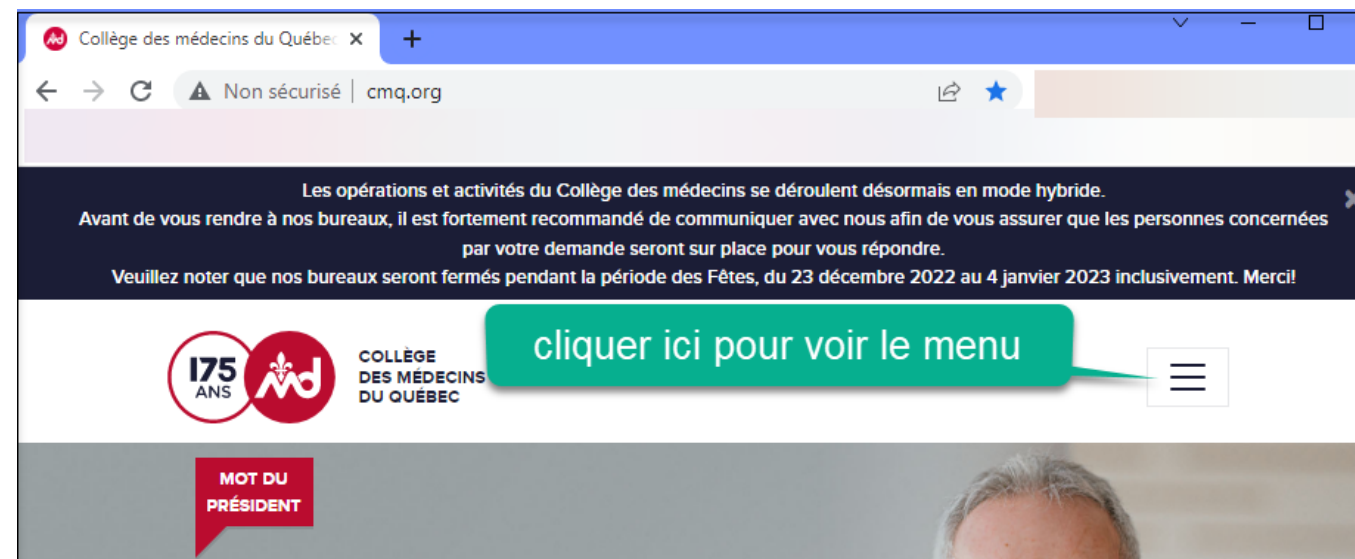 Collège des médecins du Québec
Non sécurisé | cmq.org
Les opérations et activités du Collège des médecins se déroulent désormais en mode hybride.
Avant de vous rendre à nos bureaux, il est fortement recommandé de communiquer avec nous afin de vous assurer que les personnes concernées
par votre demande seront sur place pour vous répondre.
Veuillez noter que nos bureaux seront fermés pendant la période des Fêtes, du 23 décembre 2022 au 4 janvier 2023 inclusivement. Merci!
cliquer ici pour voir le menu
175
ANS
COLLÈGE
DES MÉDECINS
DU QUÉBEC
MOT DU
PRÉSIDENT